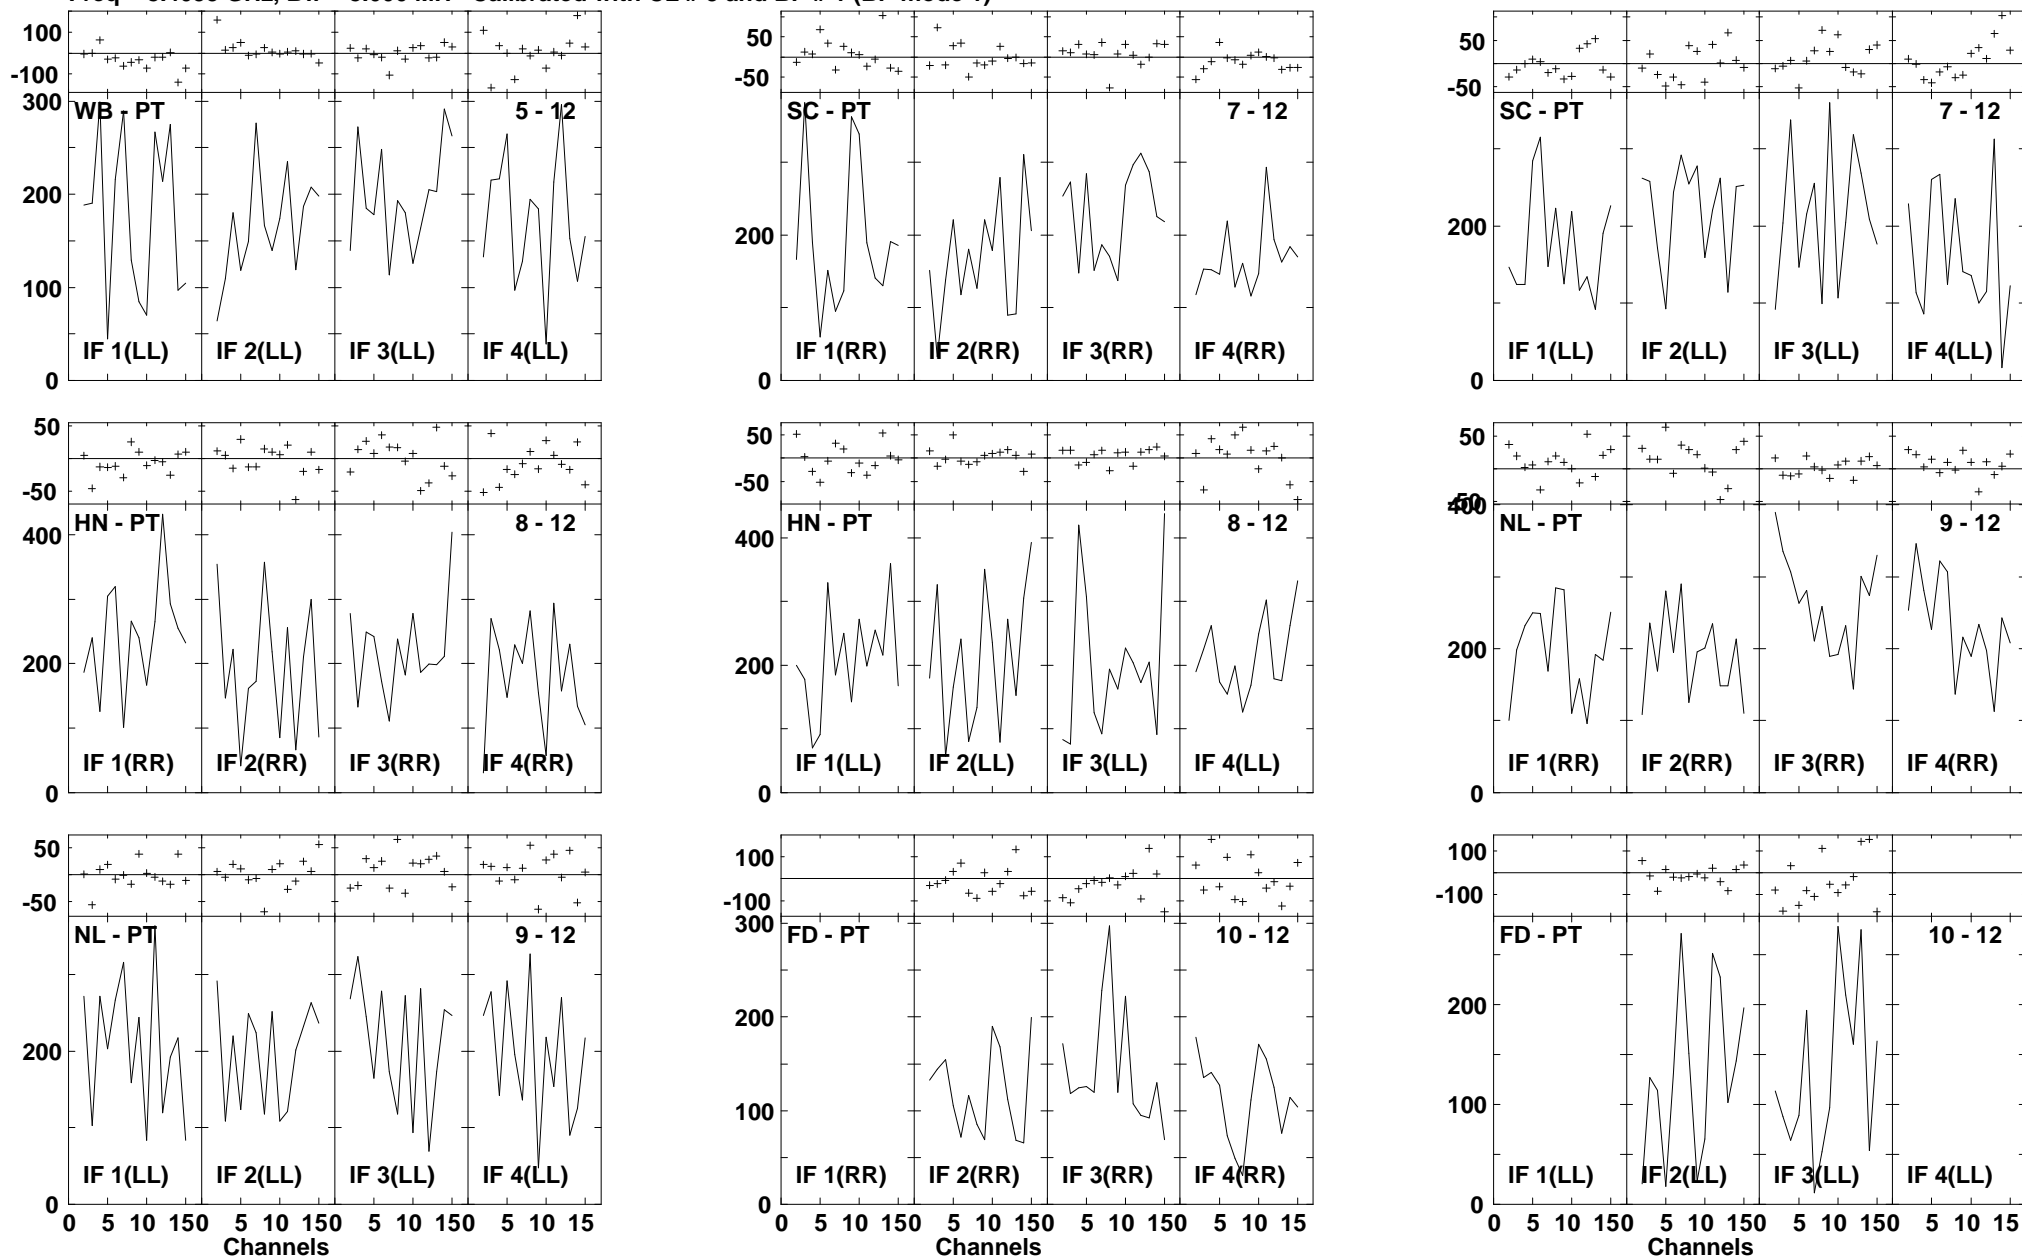 100
-100
300
200
100
0
WB - PT
5 - 12
IF 1(LL)
IF 2(LL)
IF 3(LL)
IF 4(LL)
50
-50
200
0
SC - PT
7 - 12
IF 1(RR)
IF 2(RR)
IF 3(RR)
IF 4(RR)
50
-50
200
0
SC - PT
7 - 12
IF 1(LL)
IF 2(LL)
IF 3(LL)
IF 4(LL)
50
-50
400
200
0
HN - PT
8 - 12
IF 1(RR)
IF 2(RR)
IF 3(RR)
IF 4(RR)
50
-50
400
200
0
HN - PT
8 - 12
IF 1(LL)
IF 2(LL)
IF 3(LL)
IF 4(LL)
50
-50
400
200
0
NL - PT
9 - 12
IF 1(RR)
IF 2(RR)
IF 3(RR)
IF 4(RR)
50
-50
200
0
NL - PT
9 - 12
IF 1(LL)
IF 2(LL)
IF 3(LL)
IF 4(LL)
0 5 10 15 0 5 10 15 0 5 10 15 0 5 10 15
Channels
100
-100
300
200
100
0
FD - PT
10 - 12
IF 1(RR)
IF 2(RR)
IF 3(RR)
IF 4(RR)
0 5 10 15 0 5 10 15 0 5 10 15 0 5 10 15
Channels
100
-100
200
100
0
FD - PT
10 - 12
IF 1(LL)
IF 2(LL)
IF 3(LL)
IF 4(LL)
0 5 10 15 0 5 10 15 0 5 10 15 0 5 10 15
Channels